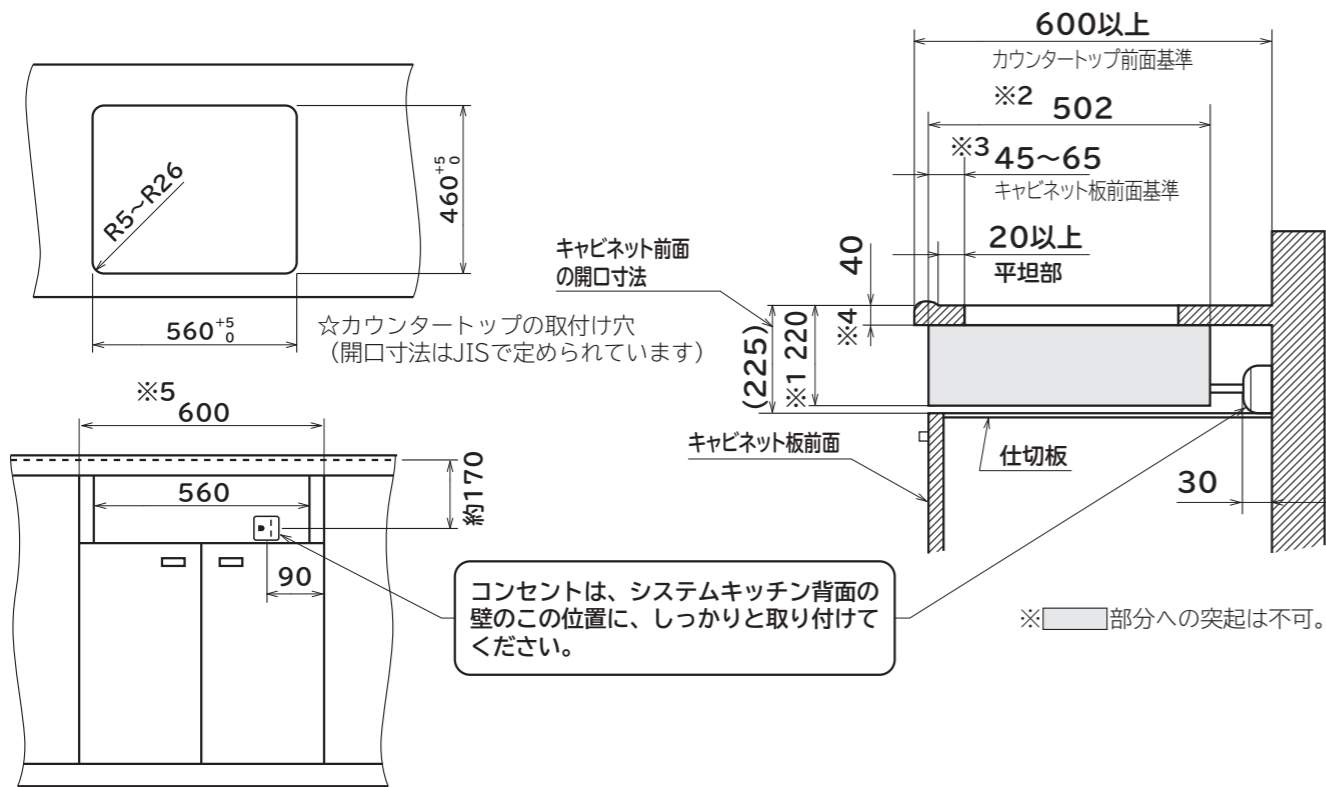 R5～R26
460 +5 0
560 +5 0
☆カウンタートップの取付け穴
（開口寸法はJISで定められています）
※5
600
560
約170
90
コンセントは、システムキッチン背面の
壁のこの位置に、しっかりと取り付けて
ください。
600以上
カウンタートップ前面基準
※2
502
※3
45～65
キャビネット板前面基準
20以上
平坦部
キャビネット前面
の開口寸法
40
※4
(225)
※1 220
キャビネット板前面
仕切板
30
※ 部分への突起は不可。